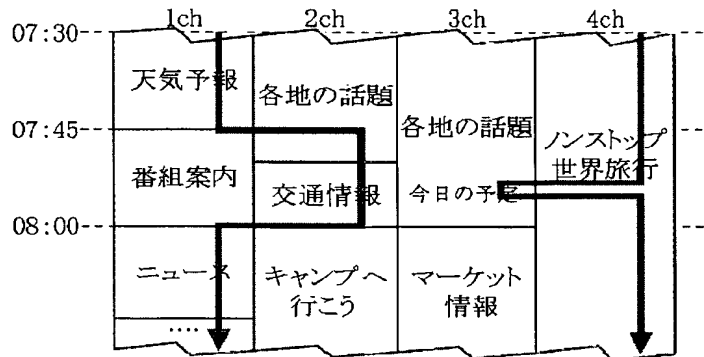 1ch 2ch 3ch 4ch
07:30
天気予報
各地の話題
各地の話題
07:45
ノンストップ
世界旅行
番組案内
交通情報
今日の予定
08:00
ニュース
キャンプへ
行こう
マーケット
情報
····